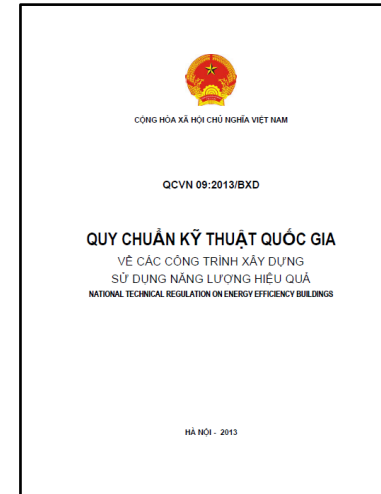 CỘNG HÒA XÃ HỘI CHỦ NGHĨA VIỆT NAM
QCVN 09:2013/BXD
QUY CHUẨN KỸ THUẬT QUỐC GIA
VỀ CÁC CÔNG TRÌNH XÂY DỰNG
SỬ DỤNG NĂNG LƯỢNG HIỆU QUẢ
NATIONAL TECHNICAL REGULATION ON ENERGY EFFICIENCY BUILDINGS
HÀ NỘI - 2013